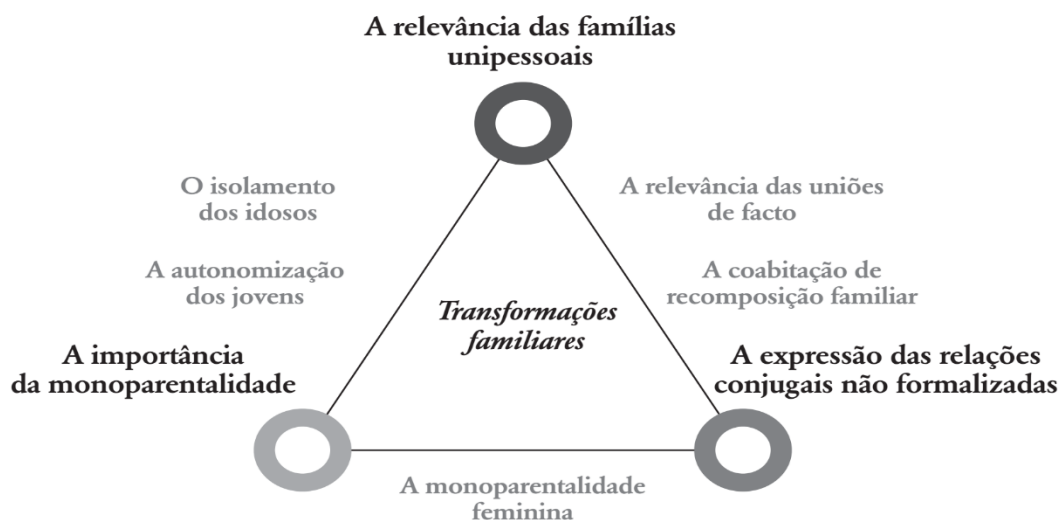 A relevância das famílias
unipessoais
O isolamento
dos idosos
A relevância das uniões
de facto
A autonomização
dos jovens
A coabitação de
recomposição familiar
Transformações
familiares
A importância
da monoparentalidade
A expressão das relações
conjugais não formalizadas
A monoparentalidade
feminina